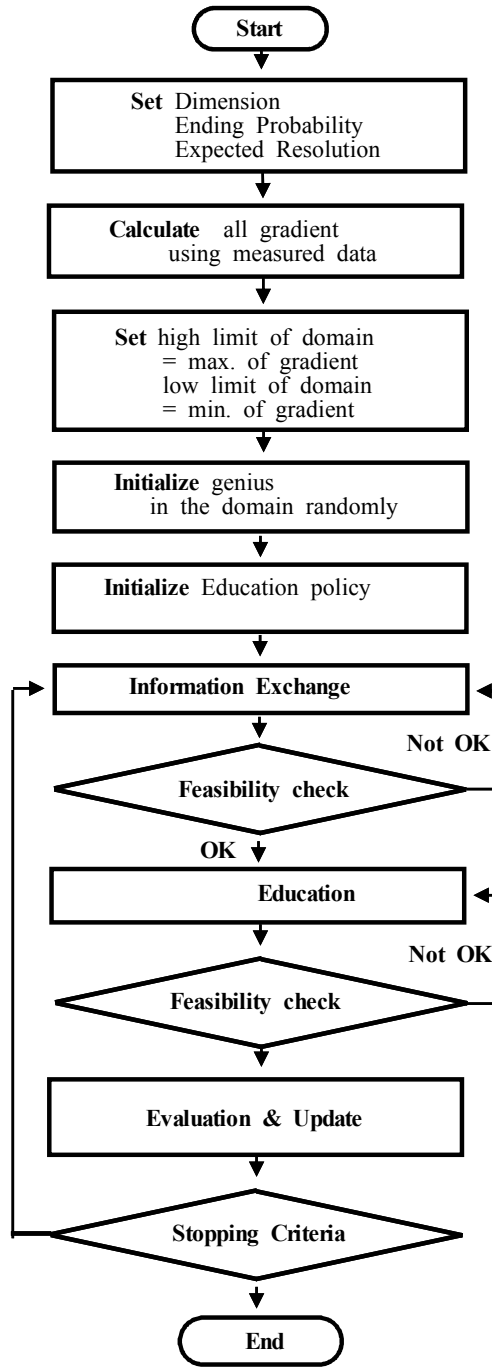 Start
Set Dimension
Ending Probability
Expected Resolution
Calculate all gradient
using measured data
Set high limit of domain
= max. of gradient
low limit of domain
= min. of gradient
Initialize genius
in the domain randomly
Initialize Education policy
Information Exchange
Not OK
Feasibility check
OK
Education
Not OK
Feasibility check
Evaluation & Update
Stopping Criteria
End